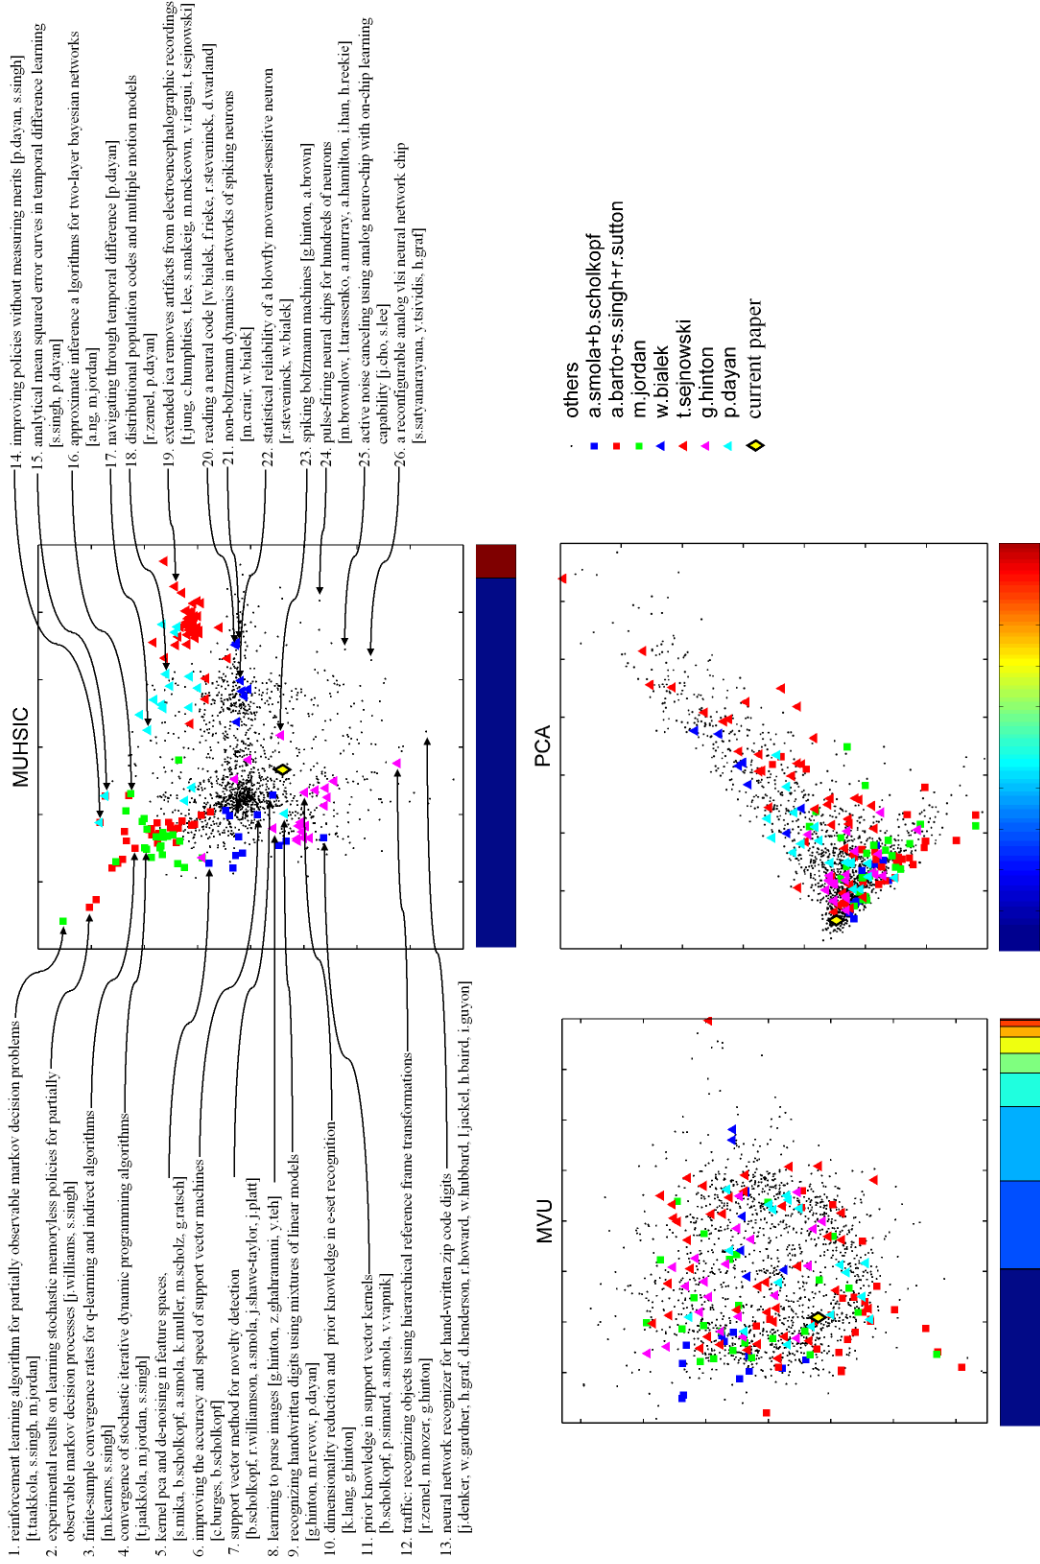 1. reinforcement learning algorithm for partially observable markov decision problems
[t.taakkola, s.singh, m.jordan]
2. experimental results on learning stochastic memoryless policies for partially
observable markov decision processes [j.williams, s.singh]
3. finite-sample convergence rates for q-learning and indirect algorithms
[m.kearns, s.singh]
4. convergence of stochastic iterative dynamic programming algorithms
[t.jaakkola, m.jordan, s.singh]
5. kernel pca and de-noising in feature spaces,
[s.mika, b.scholkopf, a.smola, k.muller, m.scholz, g.ratsch]
6. improving the accuracy and speed of support vector machines
[c.burges, b.scholkopf]
7. support vector method for novelty detection
[b.scholkopf, r.williamson, a.smola, j.shawe-taylor, j.platt]
8. learning to parse images [g.hinton, z.ghahramani, y.teh]
9. recognizing handwritten digits using mixtures of linear models
[g.hinton, m.revow, p.dayan]
10. dimensionality reduction and prior knowledge in e-set recognition
[k.lang, g.hinton]
11. prior knowledge in support vector kernels
[b.scholkopf, p.simard, a.smola, v.vapnik]
12. traffic: recognizing objects using hierarchical reference frame transformations
[r.zemel, m.mozer, g.hinton]
13. neural network recognizer for hand-written zip code digits
[j.denker, w.gardner, h.graf, d.henderson, r.howard, w.hubbard, l.jackel, h.baird, i.guyon]
MUHSIC
14. improving policies without measuring merits [p.dayan, s.singh]
15. analytical mean squared error curves in temporal difference learning
[s.singh, p.dayan]
16. approximate inference a lgorithms for two-layer bayesian networks
[a.ng, m.jordan]
17. navigating through temporal difference [p.dayan]
18. distributional population codes and multiple motion models
[r.zemel, p.dayan]
19. extended ica removes artifacts from electroencephalographic recordings
[t.jung, c.humphties, t.lee, s.makeig, m.mckeown, v.iragui, t.sejnowski]
20. reading a neural code [w.bialek, f.rieke, r.steveninck, d.warland]
21. non-boltzmann dynamics in networks of spiking neurons
[m.crair, w.bialek]
22. statistical reliability of a blowfly movement-sensitive neuron
[r.steveninck, w.bialek]
23. spiking boltzmann machines [g.hinton, a.brown]
24. pulse-firing neural chips for hundreds of neurons
[m.brownlow, l.tarassenko, a.murray, a.hamilton, i.han, h.reekie]
25. active noise canceling using analog neuro-chip with on-chip learning
capability [j.cho, s.lee]
26. a reconfigurable analog vlsi neural network chip
[s.satyanarayana, y.tsividis, h.graf]
MVU
PCA
others
a.smola+b.scholkopf
a.barto+s.singh+r.sutton
m.jordan
w.bialek
t.sejnowski
g.hinton
p.dayan
current paper